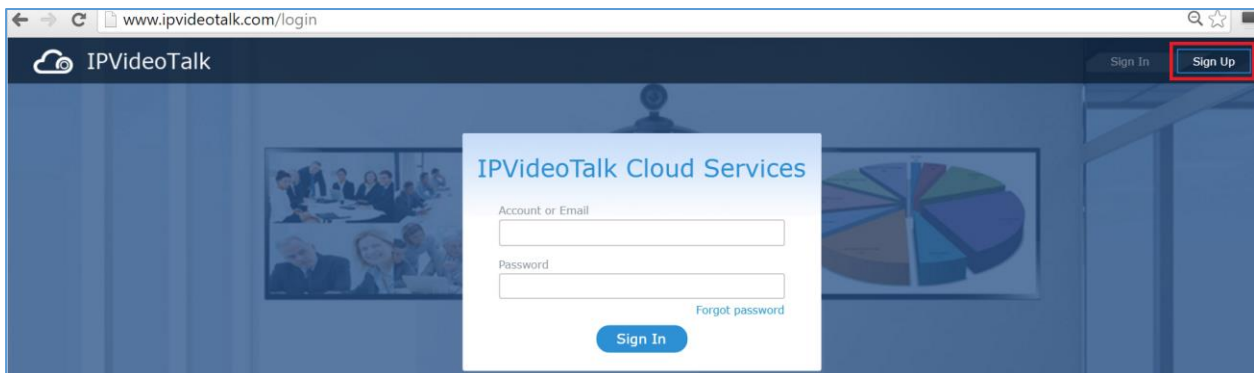 www.ipvideotalk.com/login
IPVideoTalk
Sign In
Sign Up
IPVideoTalk Cloud Services
Account or Email
Password
Forgot password
Sign In